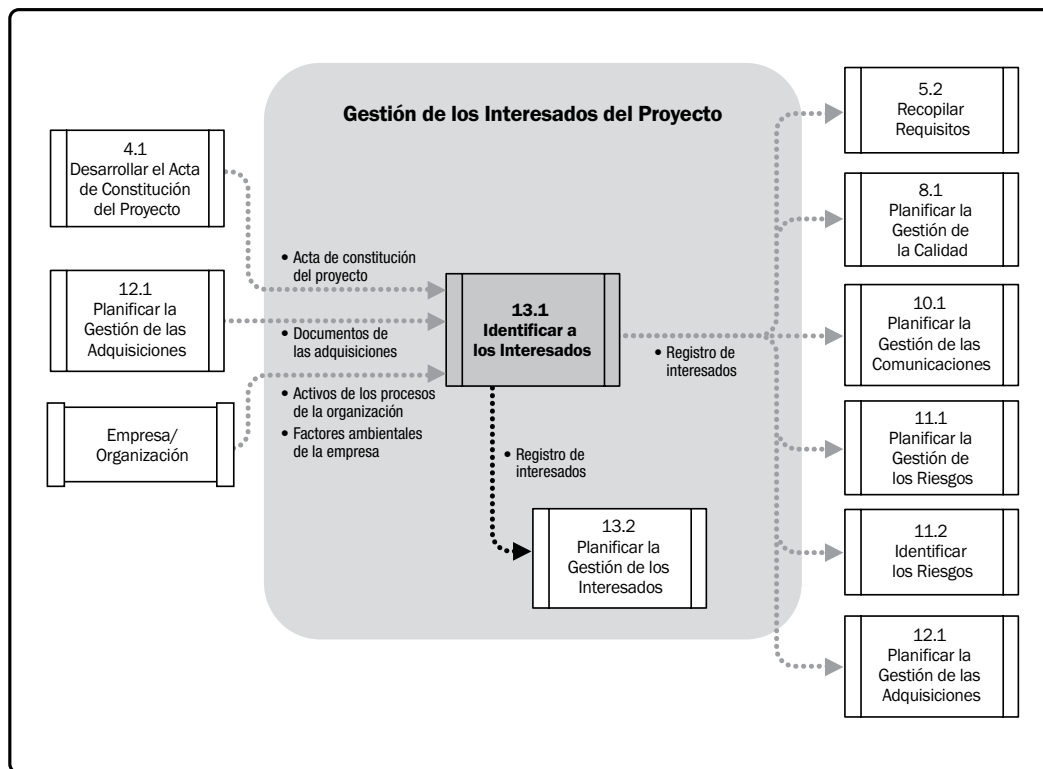 Gestión de los Interesados del Proyecto
4.1
Desarrollar el Acta
de Constitución
del Proyecto
12.1
Planificar la
Gestión de las
Adquisiciones
Empresa/
Organización
• Acta de constitución
del proyecto
• Documentos de
las adquisiciones
• Activos de los procesos
de la organización
• Factores ambientales
de la empresa
13.1
Identificar a
los Interesados
• Registro de
interesados
• Registro de
interesados
13.2
Planificar la
Gestión de los
Interesados
5.2
Recopilar
Requisitos
8.1
Planificar la
Gestión de
la Calidad
10.1
Planificar la
Gestión de las
Comunicaciones
11.1
Planificar la
Gestión de
los Riesgos
11.2
Identificar
los Riesgos
12.1
Planificar la
Gestión de las
Adquisiciones